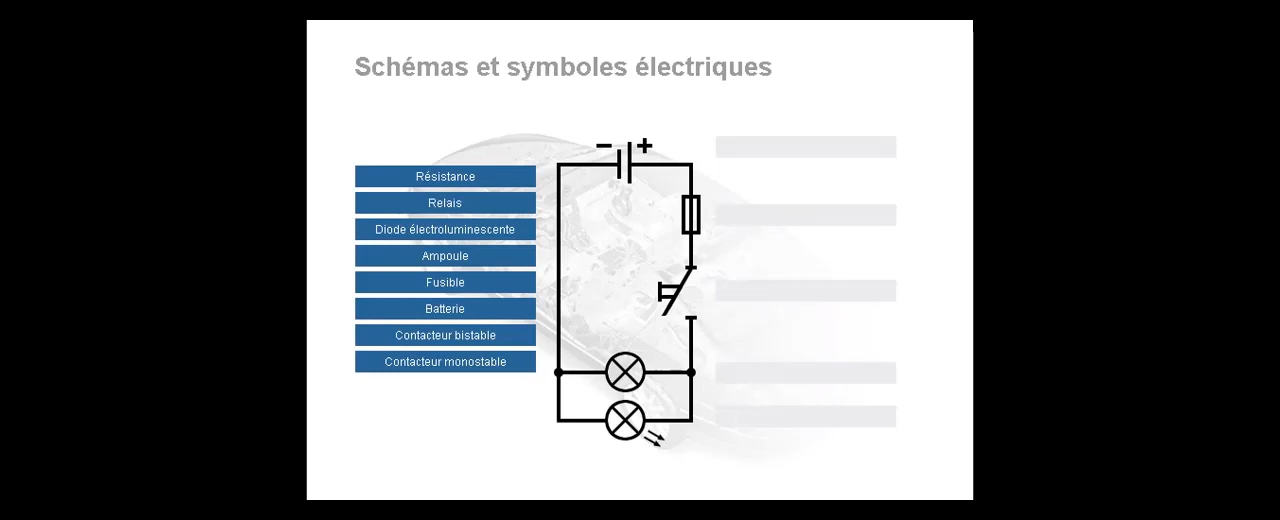 Schémas et symboles électriques
− +
Résistance
Relais
Diode électroluminescente
Ampoule
Fusible
Batterie
Contacteur bistable
Contacteur monostable